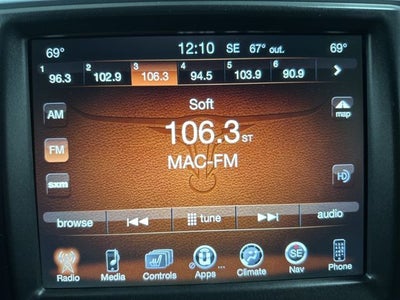 69° 12:10 SE 67° out. 69°
1 2 3 4 5 6
96.3 102.9 106.3 94.5 103.9 90.9
AM Soft map
106.3 ST
FM MAC-FM HD
sxm
browse tune audio
Radio Media Controls Apps ... Climate SE Nav Phone